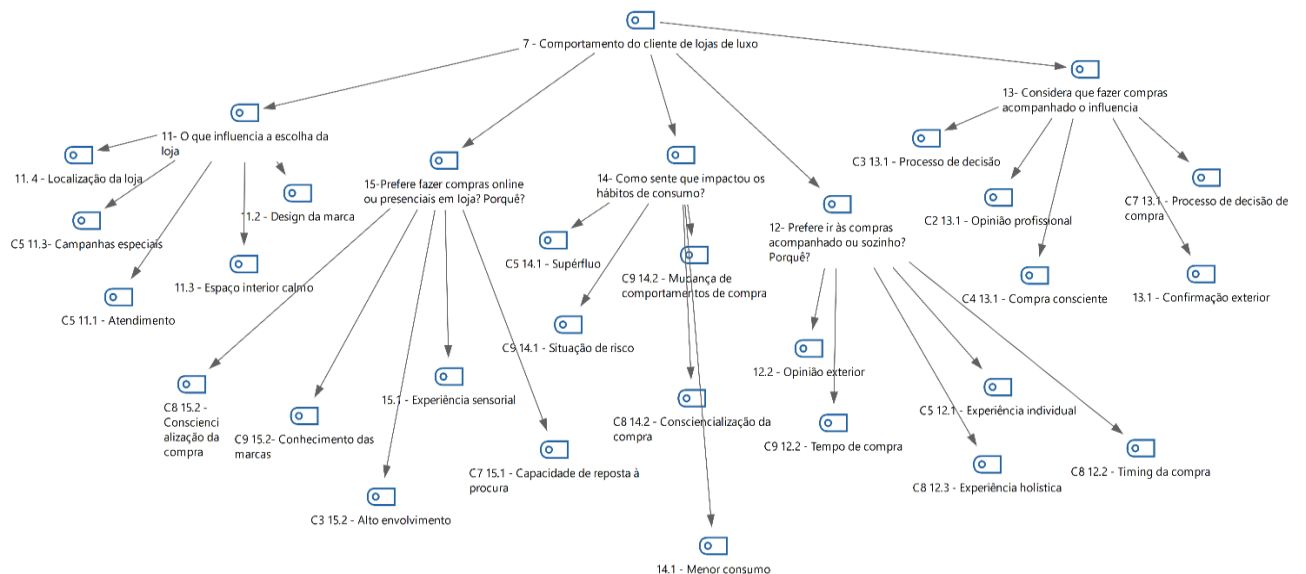 7 - Comportamento do cliente de lojas de luxo
13- Considera que fazer compras
acompanhado o influencia
11- O que influencia a escolha da
loja
C3 13.1 - Processo de decisão
11. 4 - Localização da loja
15-Prefere fazer compras online
ou presenciais em loja? Porquê?
14 - Como sente que impactou os
hábitos de consumo?
C7 13.1 - Processo de decisão de
compra
11.2 - Design da marca
C2 13.1 - Opinião profissional
12- Prefere ir às compras
acompanhado ou sozinho?
Porquê?
C5 11.3- Campanhas especiais
C5 14.1 - Supérfluo
C9 14.2 - Mudança de
comportamentos de compra
11.3 - Espaço interior calmo
C4 13.1 - Compra consciente
13.1 - Confirmação exterior
C5 11.1 - Atendimento
C9 14.1 - Situação de risco
12.2 - Opinião exterior
15.1 - Experiência sensorial
C8 15.2 -
Consciencí
alização da
compra
C9 15.2- Conhecimento das
marcas
C8 14.2 - Consciencialização da
compra
C5 12.1 - Experiência individual
C9 12.2 - Tempo de compra
C7 15.1 - Capacidade de reposta à
procura
C8 12.2 - Timing da compra
C8 12.3 - Experiência holística
C3 15.2 - Alto envolvimento
14.1 - Menor consumo